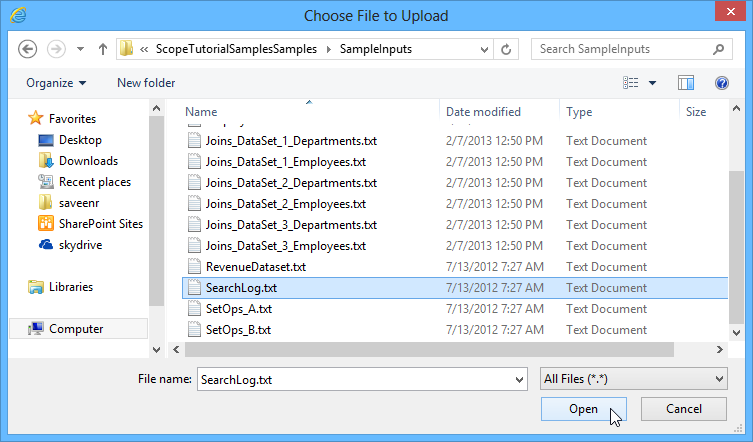 Choose File to Upload
« ScopeTutorialSamplesSamples ▸ SampleInputs
Search SampleInputs
Organize New folder
Name Date modified Type Size
Joins_DataSet_1_Departments.txt 2/7/2013 12:50 PM Text Document
Joins_DataSet_1_Employees.txt 2/7/2013 12:50 PM Text Document
Joins_DataSet_2_Departments.txt 2/7/2013 12:50 PM Text Document
Joins_DataSet_2_Employees.txt 2/7/2013 12:50 PM Text Document
Joins_DataSet_3_Departments.txt 2/7/2013 12:50 PM Text Document
Joins_DataSet_3_Employees.txt 2/7/2013 12:50 PM Text Document
RevenueDataset.txt 7/13/2012 7:27 AM Text Document
SearchLog.txt 7/13/2012 7:27 AM Text Document
SetOps_A.txt 7/13/2012 7:27 AM Text Document
SetOps_B.txt 7/13/2012 7:27 AM Text Document
Favorites
Desktop
Downloads
Recent places
saveenr
SharePoint Sites
skydrive
Libraries
Computer
File name: SearchLog.txt
All Files (*.*)
Open
Cancel